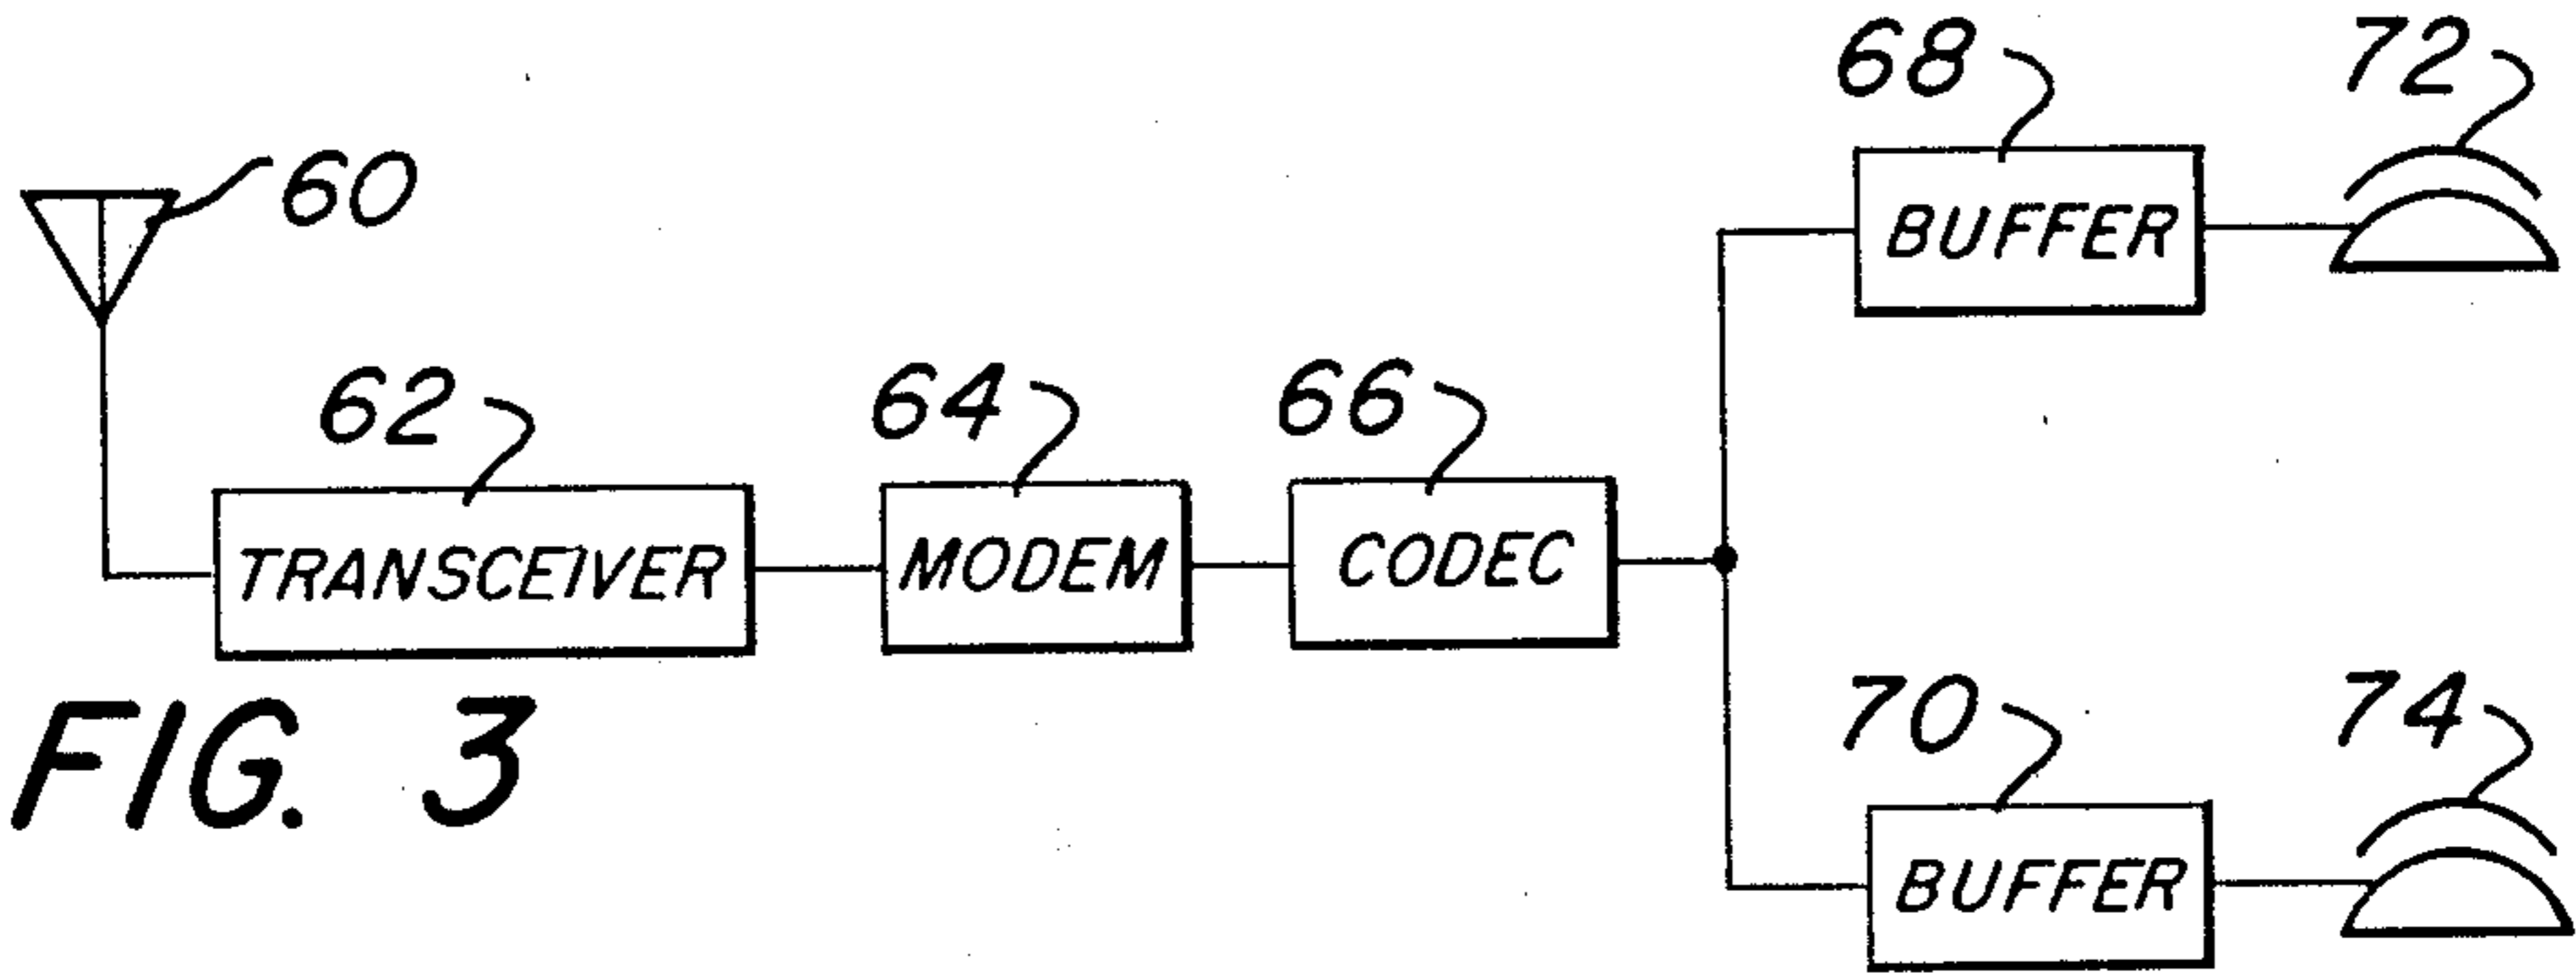 68
72
60
BUFFER
62
64
66
TRANSCEIVER
MODEM
CODEC
70
74
FIG. 3
BUFFER